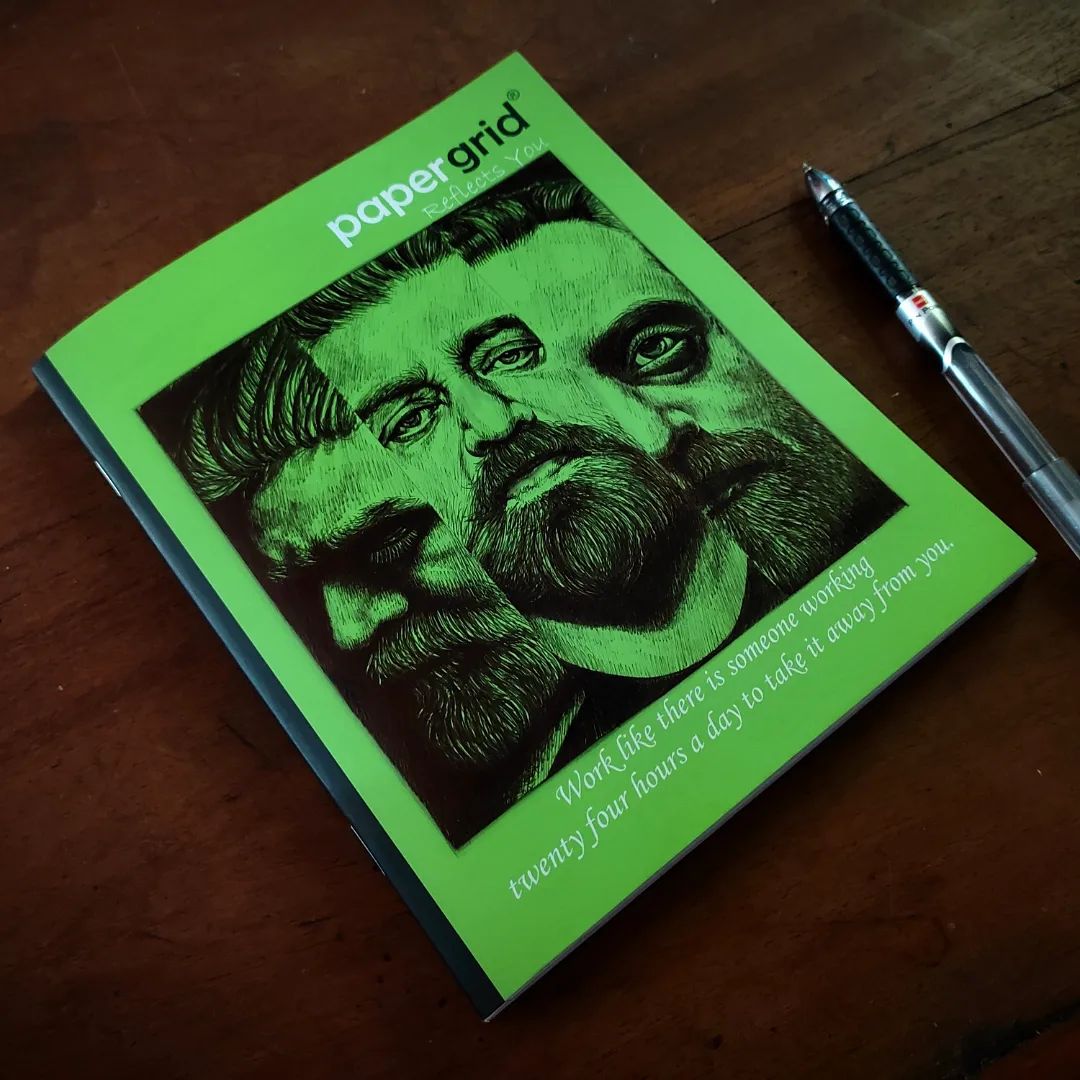 papergrid®
Reflects You
Work like there is someone working
twenty four hours a day to take it away from you.